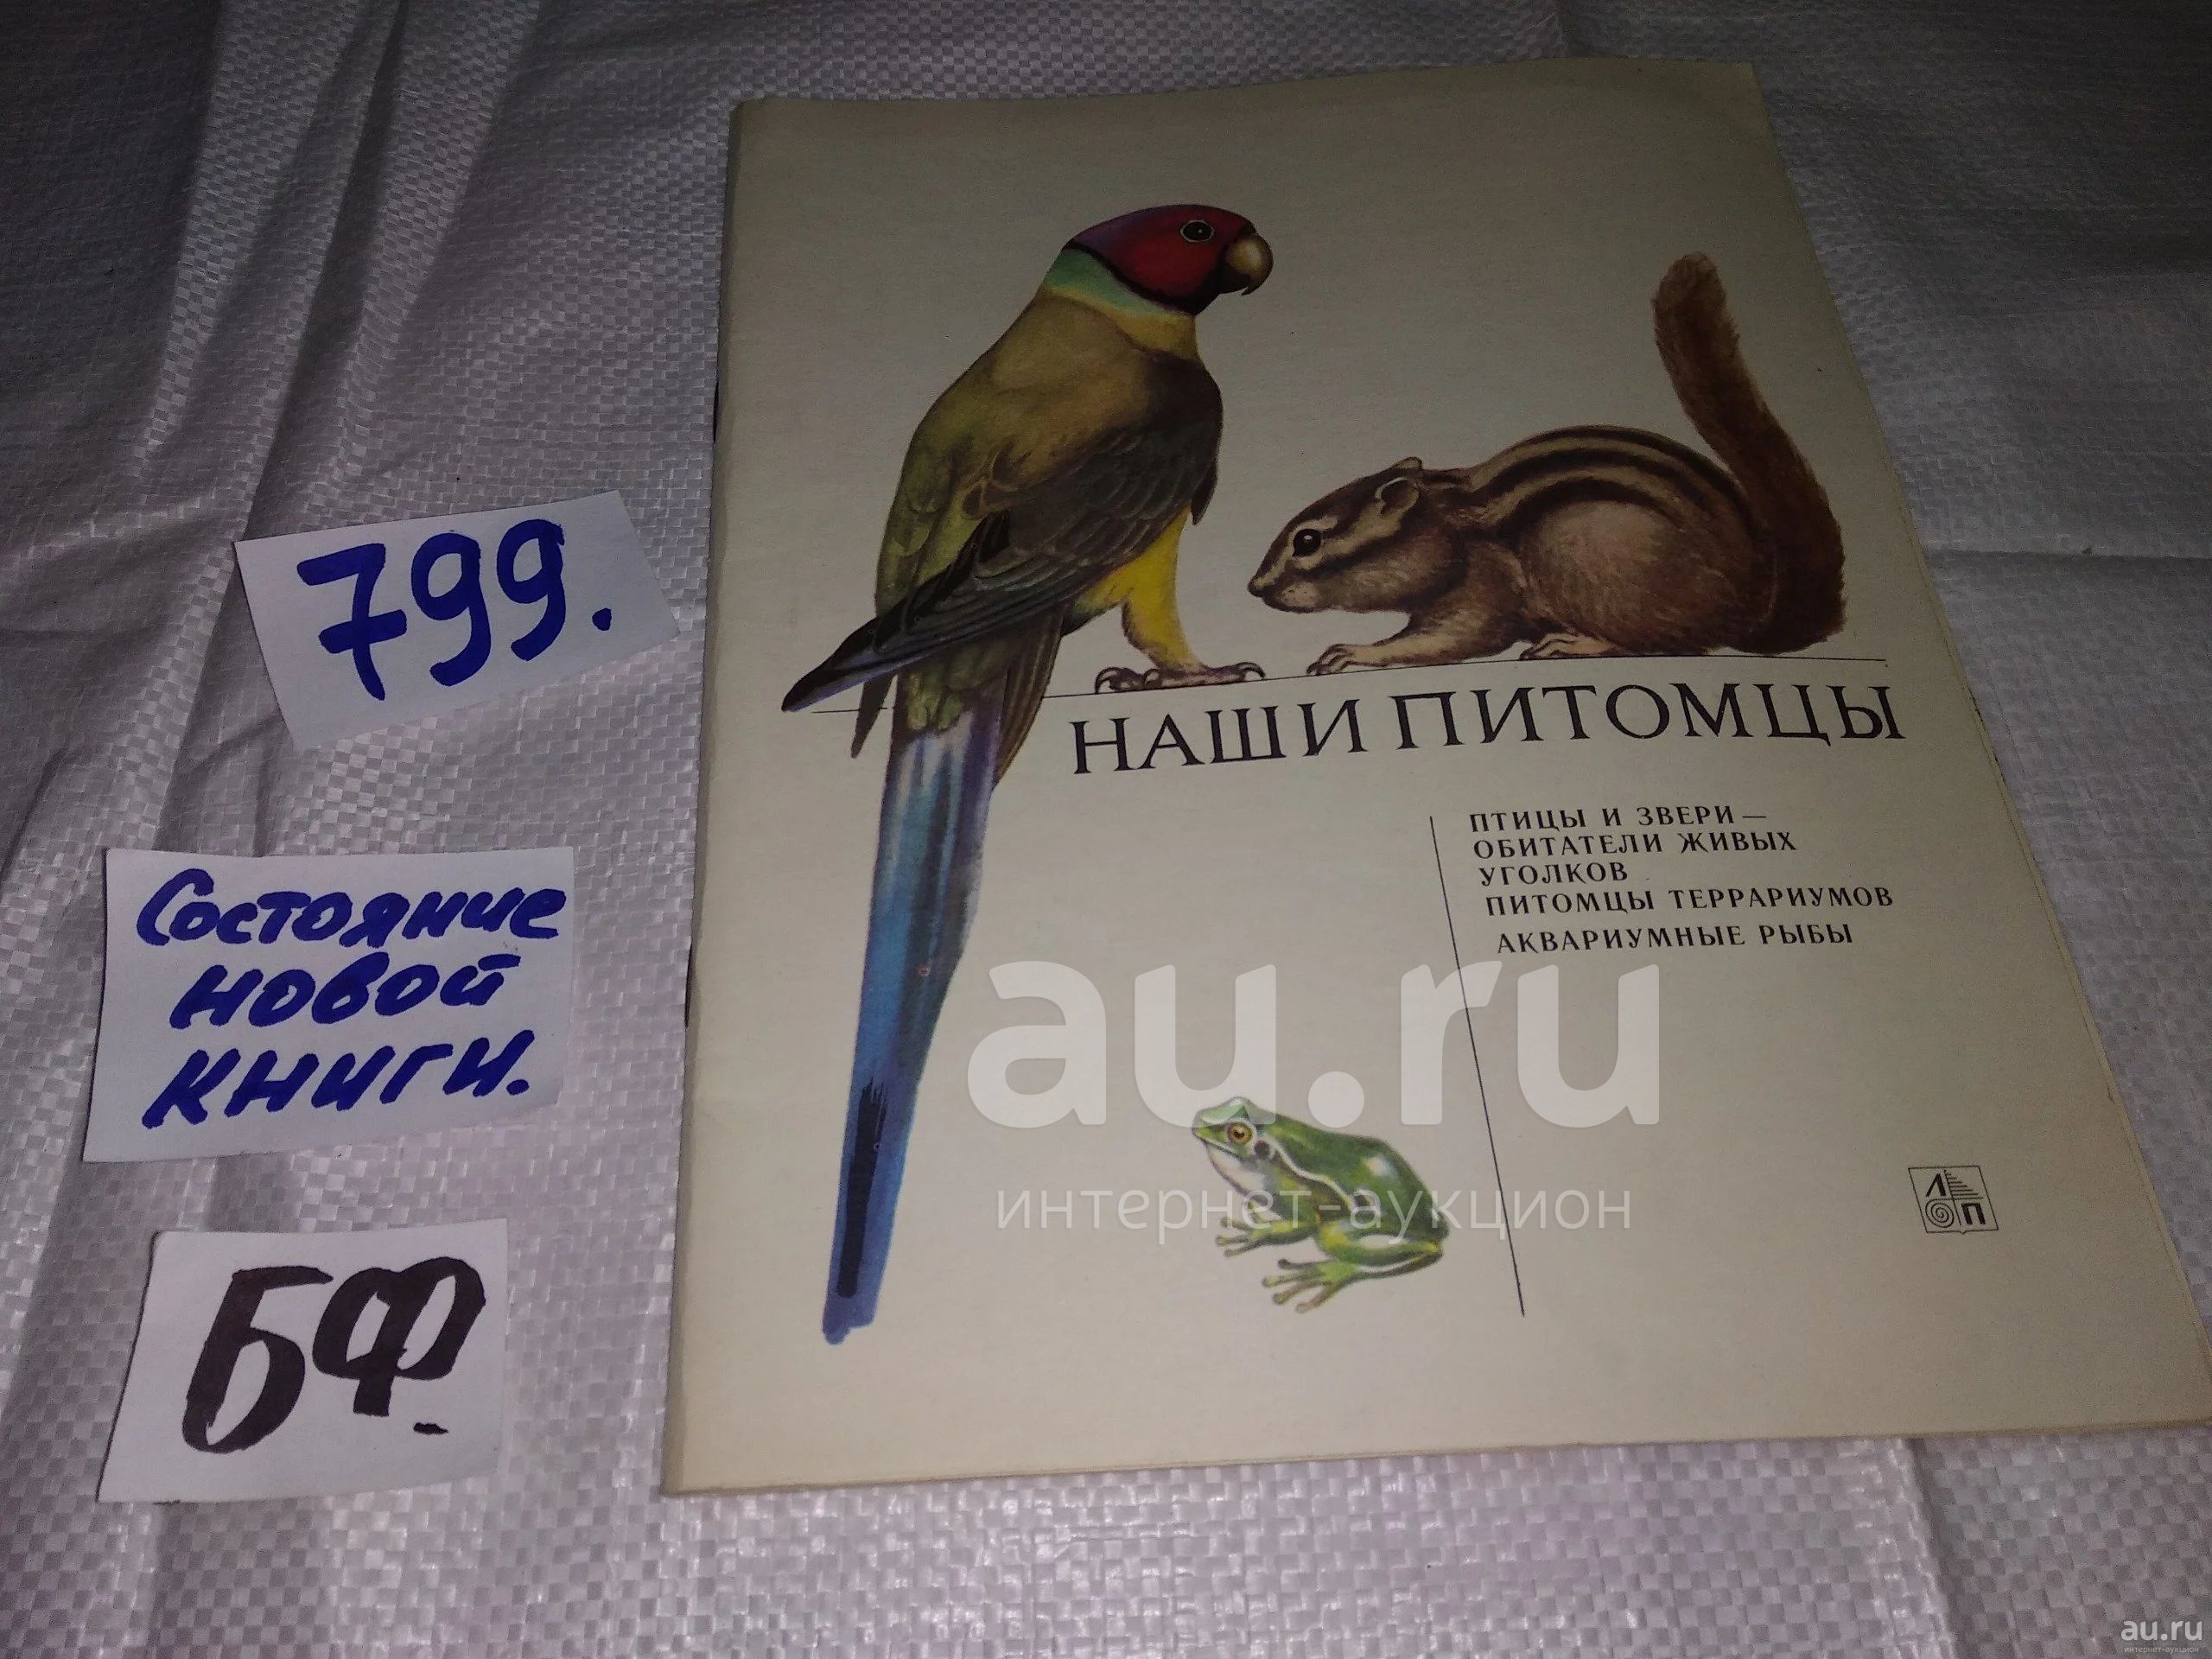 799.
Состояние
новой
книги.
БФ
НАШИ ПИТОМЦЫ
ПТИЦЫ И ЗВЕРИ —
ОБИТАТЕЛИ ЖИВЫХ
УГОЛКОВ
ПИТОМЦЫ ТЕРРАРИУМОВ
АКВАРИУМНЫЕ РЫБЫ
au.ru
интернет-аукцион
Л
П
au.ru
интернет-аукцион